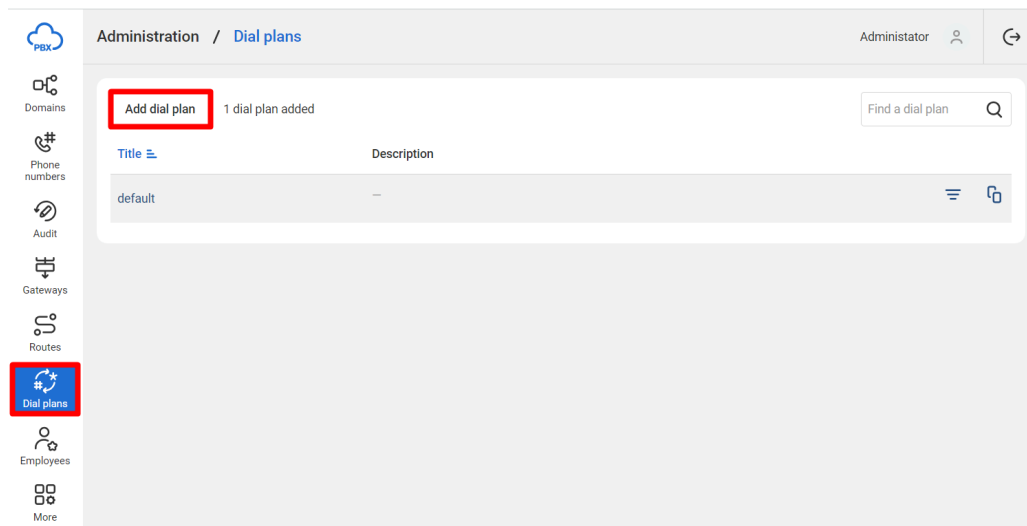 PBX
Administration / Dial plans
Administator
Domains
Phone
numbers
Audit
Gateways
Routes
Dial plans
Employees
More
Add dial plan
1 dial plan added
Find a dial plan
Title
Description
default
—